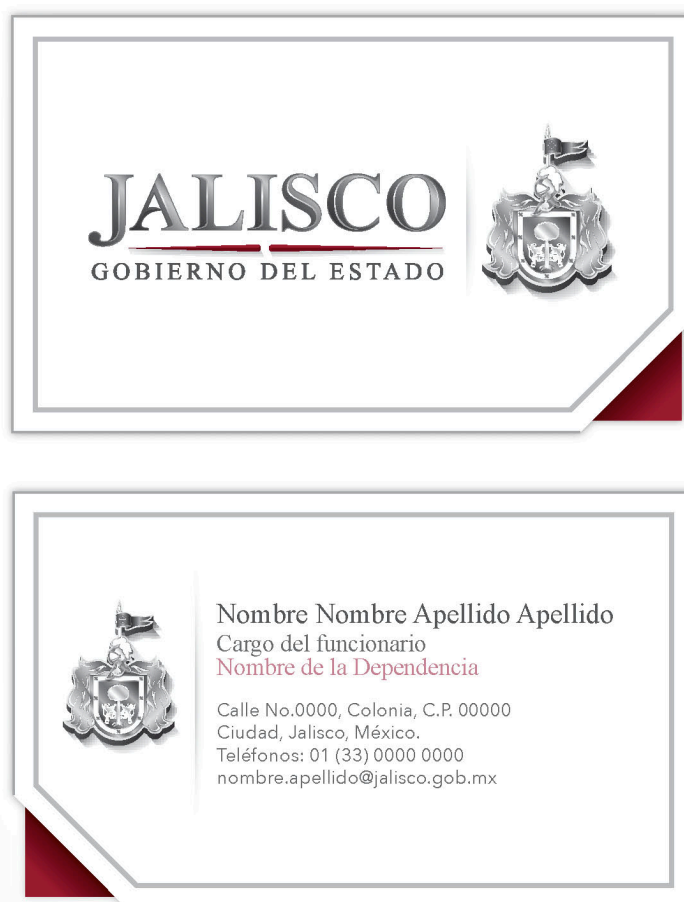 JALISCO
GOBIERNO DEL ESTADO
Nombre Nombre Apellido Apellido
Cargo del funcionario
Nombre de la Dependencia
Calle No.0000, Colonia, C.P. 00000
Ciudad, Jalisco, México.
Teléfonos: 01 (33) 0000 0000
nombre.apellido@jalisco.gob.mx